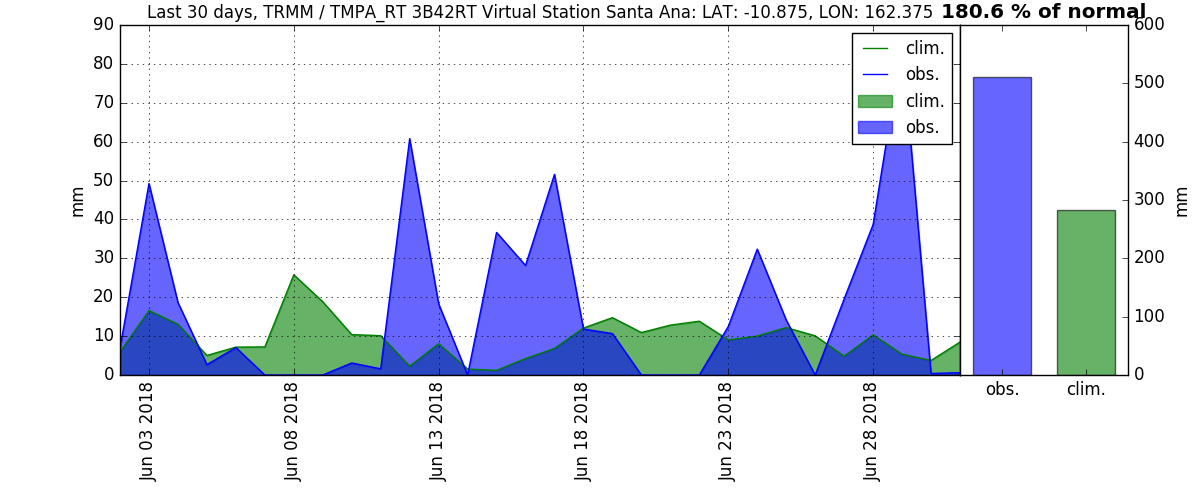 Last 30 days, TRMM / TMPA_RT 3B42RT Virtual Station Santa Ana: LAT: -10.875, LON: 162.375 180.6 % of normal
90
80
70
60
50
40
30
20
10
0
mm
clim.
obs.
clim.
obs.
600
500
400
300
200
100
0
mm
obs. clim.
Jun 03 2018
Jun 08 2018
Jun 13 2018
Jun 18 2018
Jun 23 2018
Jun 28 2018